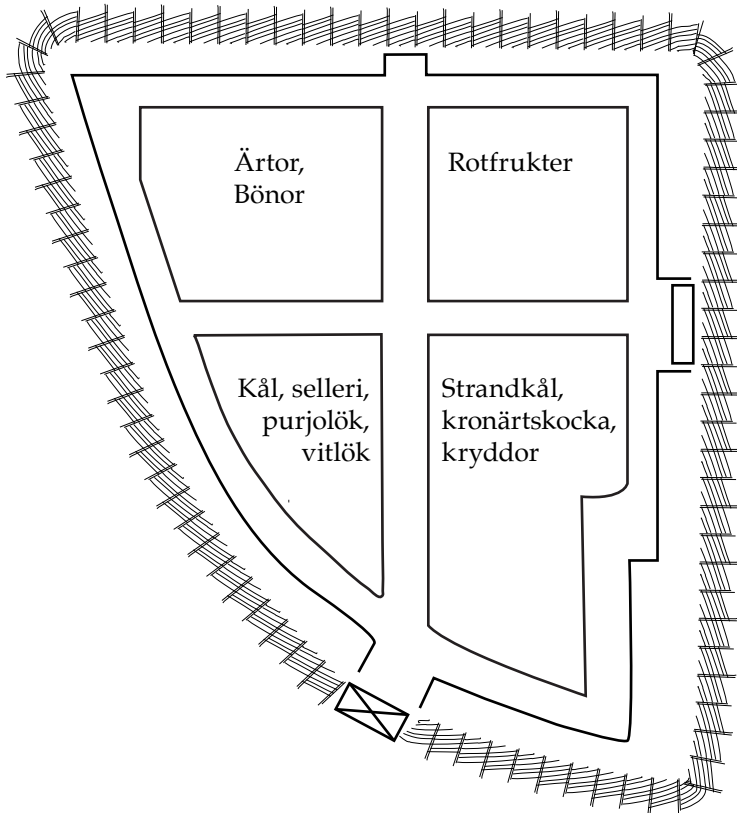 Ärtor,
Bönor
Rotfrukter
Kål, selleri,
purjolök,
vitlök
Strandkål,
kronärtskocka,
kryddor